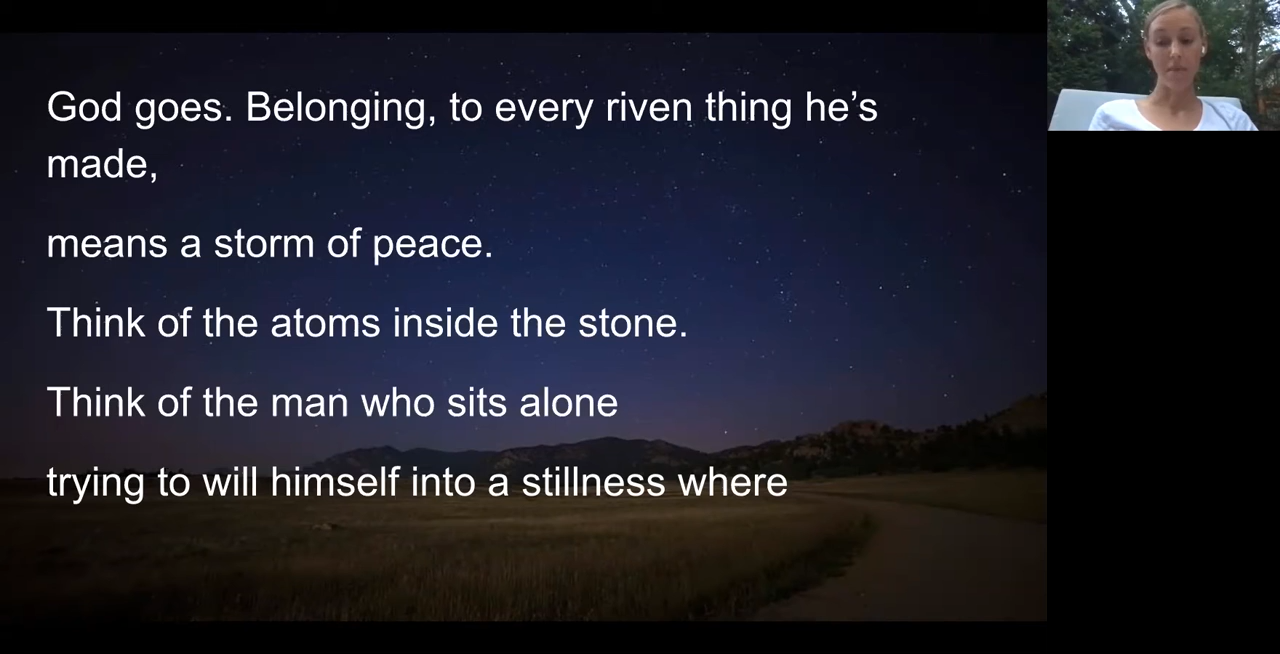 God goes. Belonging, to every riven thing he’s
made,
means a storm of peace.
Think of the atoms inside the stone.
Think of the man who sits alone
trying to will himself into a stillness where